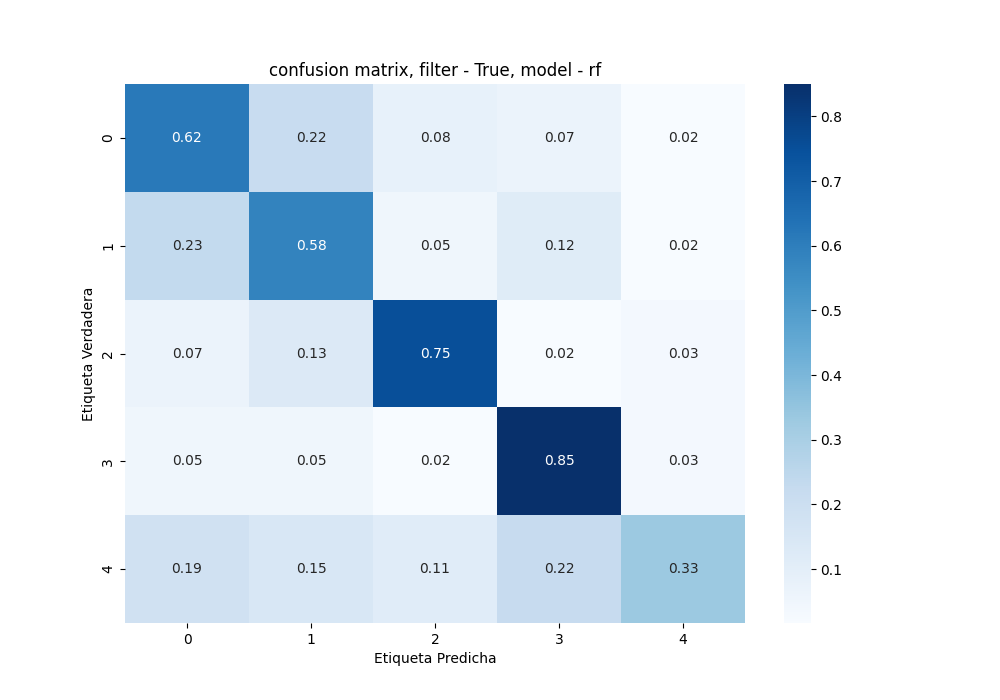 confusion matrix, filter - True, model - rf
Etiqueta Verdadera
0 0.62 0.22 0.08 0.07 0.02
1 0.23 0.58 0.05 0.12 0.02
2 0.07 0.13 0.75 0.02 0.03
3 0.05 0.05 0.02 0.85 0.03
4 0.19 0.15 0.11 0.22 0.33
0 1 2 3 4
Etiqueta Predicha
0.8
0.7
0.6
0.5
0.4
0.3
0.2
0.1